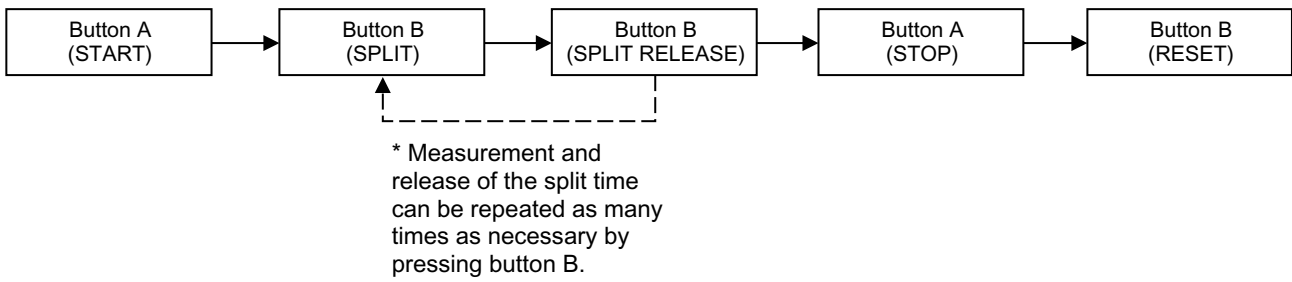 Button A
(START)
Button B
(SPLIT)
Button B
(SPLIT RELEASE)
Button A
(STOP)
Button B
(RESET)
* Measurement and
release of the split time
can be repeated as many
times as necessary by
pressing button B.